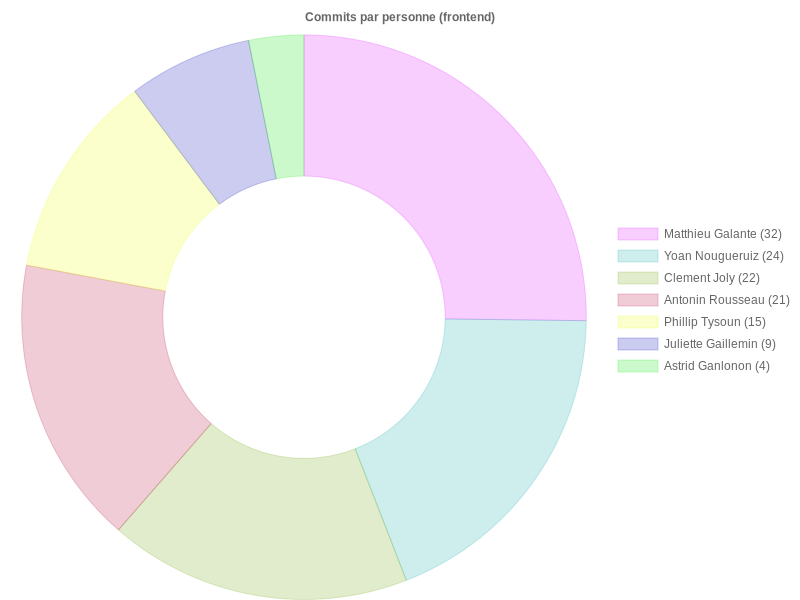 Commits par personne (frontend)
Matthieu Galante (32)
Yoan Nougueruiz (24)
Clement Joly (22)
Antonin Rousseau (21)
Phillip Tysoun (15)
Juliette Gaillemin (9)
Astrid Ganlonon (4)